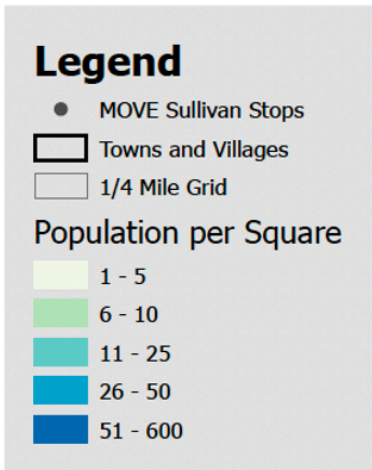 Legend
MOVE Sullivan Stops
Towns and Villages
1/4 Mile Grid
Population per Square
1 - 5
6 - 10
11 - 25
26 - 50
51 - 600